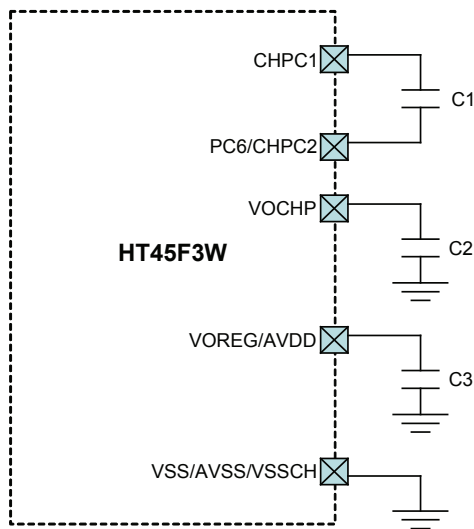 CHPC1
C1
PC6/CHPC2
VOCHP
HT45F3W
C2
VOREG/AVDD
C3
VSS/AVSS/VSSCH